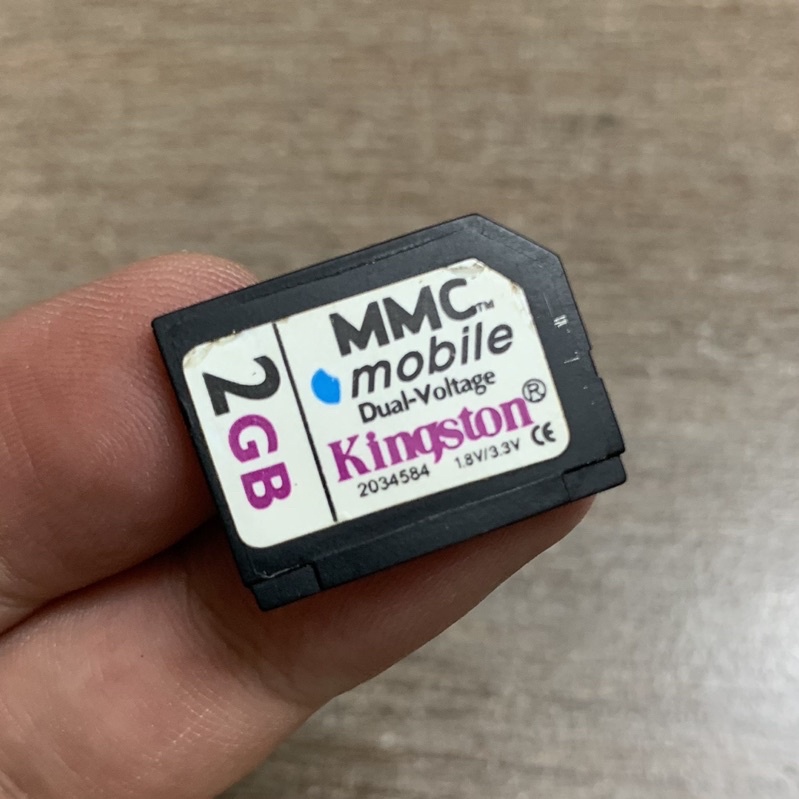 MMC™
mobile
Dual-Voltage
Kingston®
2034584 1.8V/3.3V CE
2GB